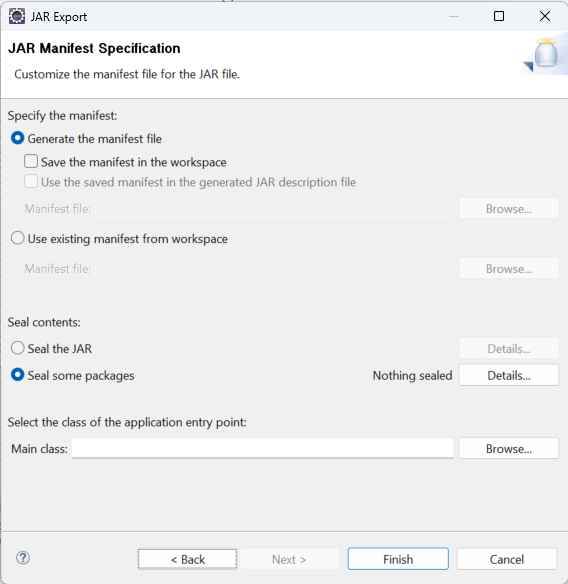 JAR Export
JAR Manifest Specification
Customize the manifest file for the JAR file.
Specify the manifest:
Generate the manifest file
Save the manifest in the workspace
Use the saved manifest in the generated JAR description file
Manifest file: Browse...
Use existing manifest from workspace
Manifest file: Browse...
Seal contents:
Seal the JAR Details...
Seal some packages Nothing sealed Details...
Select the class of the application entry point:
Main class: Browse...
? < Back Next > Finish Cancel